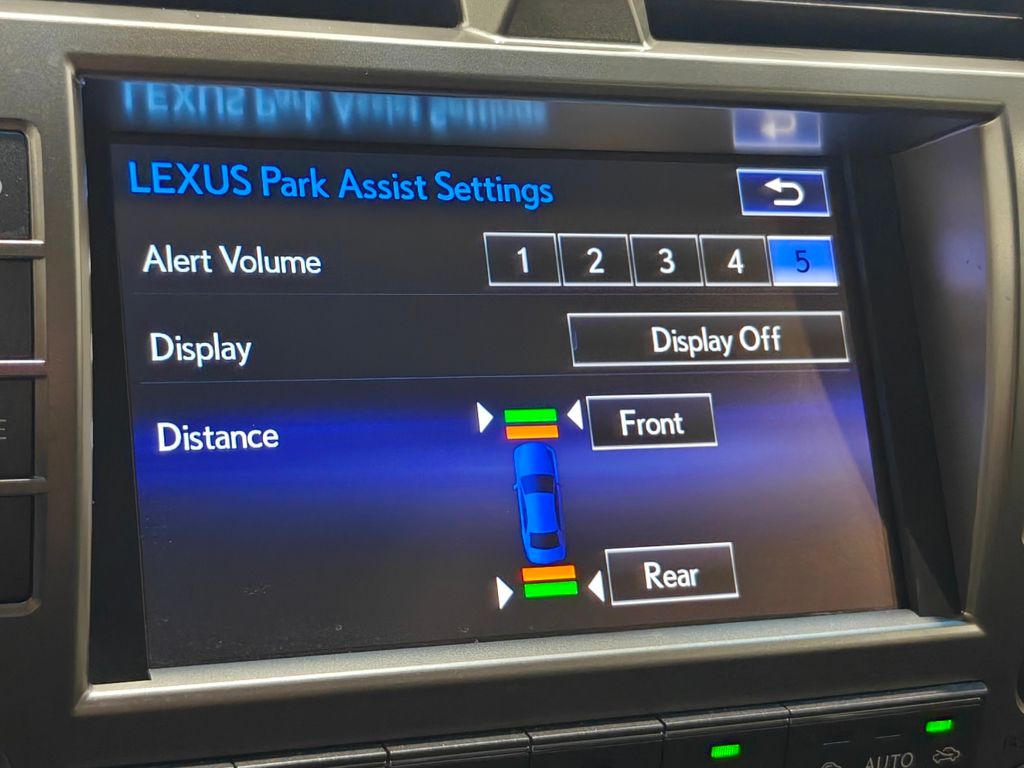 LEXUS Park Assist Settings
Alert Volume 1 2 3 4 5
Display Display Off
Distance Front
Rear
AUTO